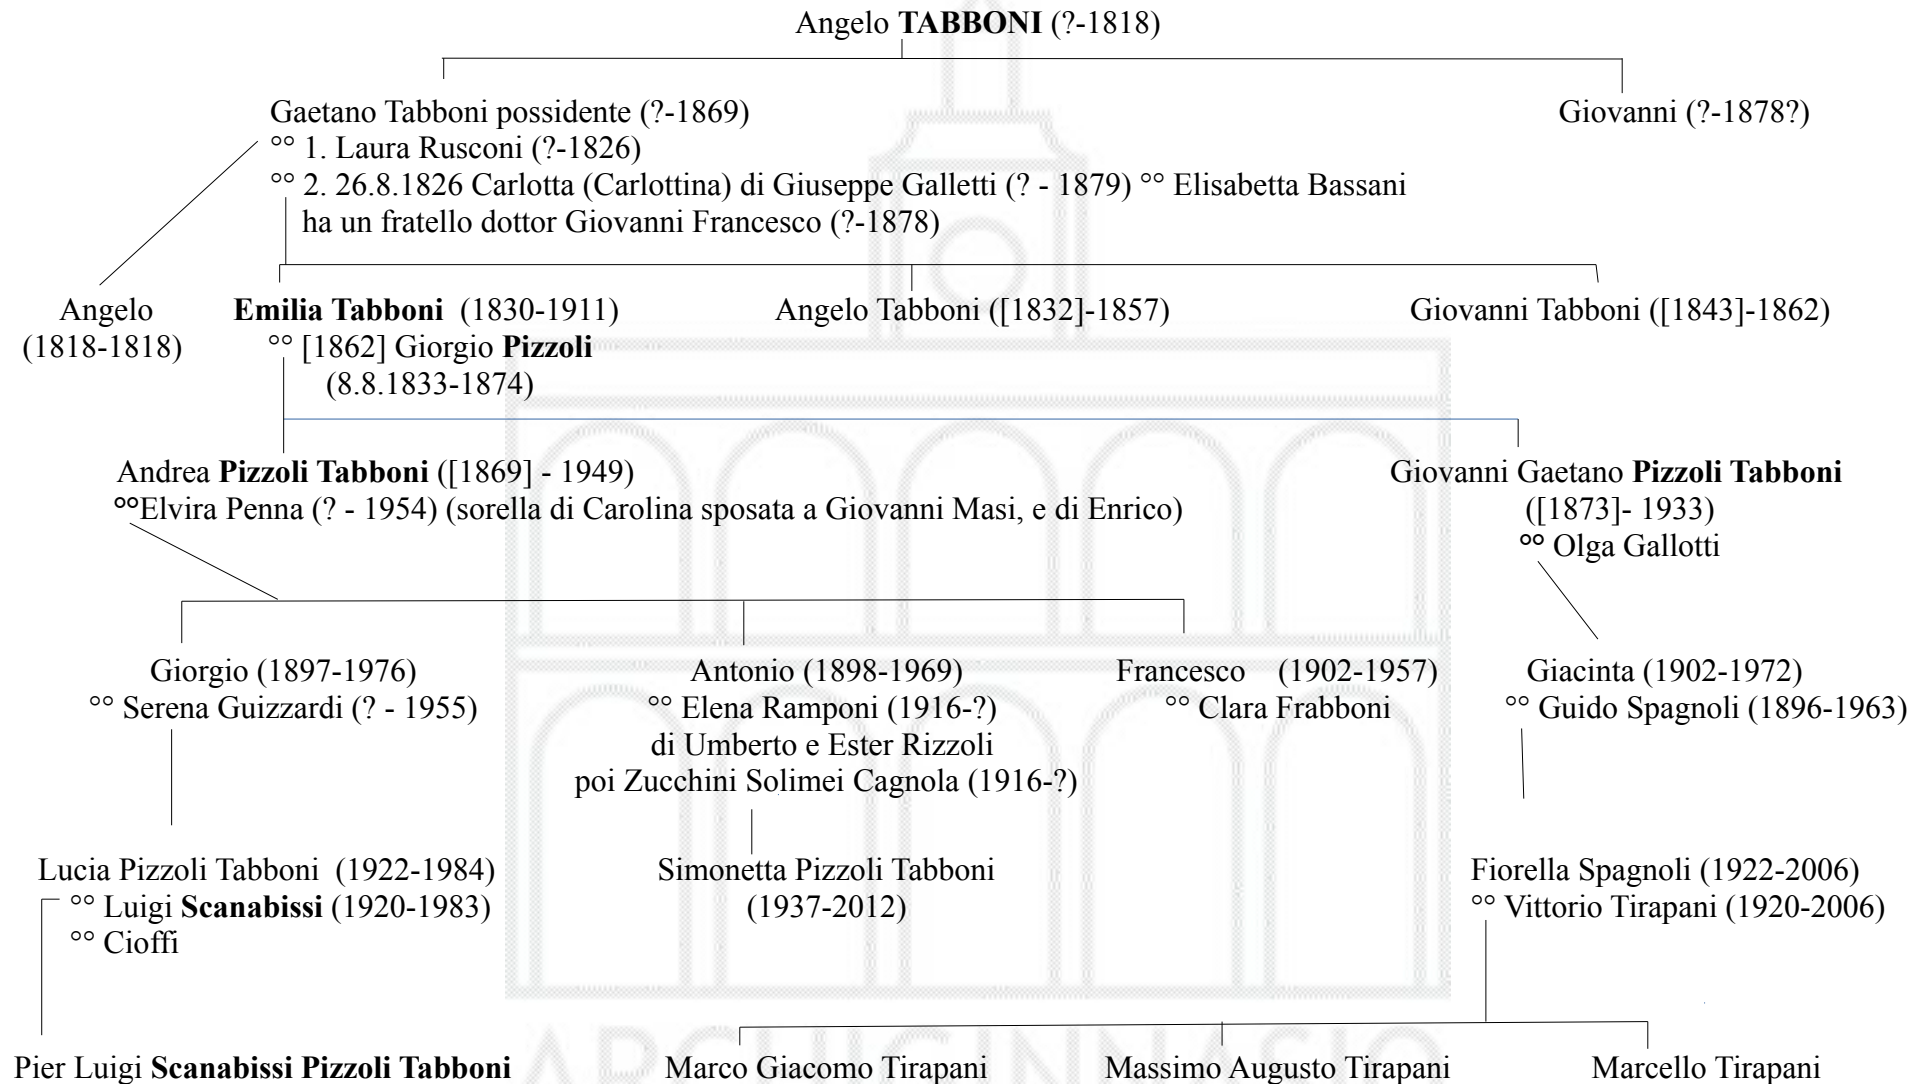 Angelo TABBONI (?-1818)
Gaetano Tabboni possidente (?-1869)
Giovanni (?-1878?)
°° 1. Laura Rusconi (?-1826)
°° 2. 26.8.1826 Carlotta (Carlottina) di Giuseppe Galletti (? - 1879) °° Elisabetta Bassani
ha un fratello dottor Giovanni Francesco (?-1878)
Angelo
(1818-1818)
Emilia Tabboni (1830-1911)
°° [1862] Giorgio Pizzoli
(8.8.1833-1874)
Angelo Tabboni ([1832]-1857)
Giovanni Tabboni ([1843]-1862)
Andrea Pizzoli Tabboni ([1869] - 1949)
°°Elvira Penna (? - 1954) (sorella di Carolina sposata a Giovanni Masi, e di Enrico)
Giovanni Gaetano Pizzoli Tabboni
([1873]- 1933)
°° Olga Gallotti
Giorgio (1897-1976)
°° Serena Guizzardi (? - 1955)
Antonio (1898-1969)
°° Elena Ramponi (1916-?)
di Umberto e Ester Rizzoli
poi Zucchini Solimei Cagnola (1916-?)
Francesco (1902-1957)
°° Clara Frabboni
Giacinta (1902-1972)
°° Guido Spagnoli (1896-1963)
Lucia Pizzoli Tabboni (1922-1984)
°° Luigi Scanabissi (1920-1983)
°° Cioffi
Simonetta Pizzoli Tabboni
(1937-2012)
Fiorella Spagnoli (1922-2006)
°° Vittorio Tirapani (1920-2006)
Pier Luigi Scanabissi Pizzoli Tabboni
Marco Giacomo Tirapani
Massimo Augusto Tirapani
Marcello Tirapani
ARCHIGINNASIO